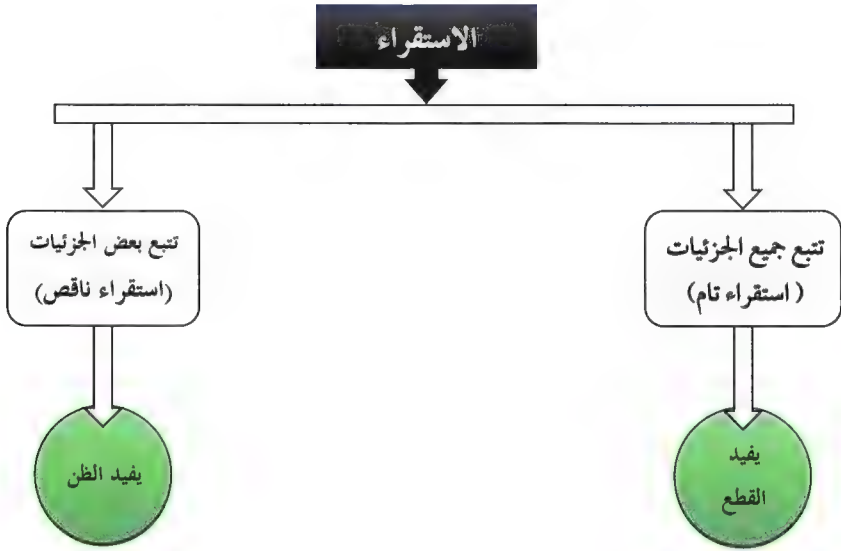 الاستقراء
تتبع جميع الجزئيات
(استقراء تام)
تتبع بعض الجزئيات
(استقراء ناقص)
يفيد
القطع
يفيد الظن